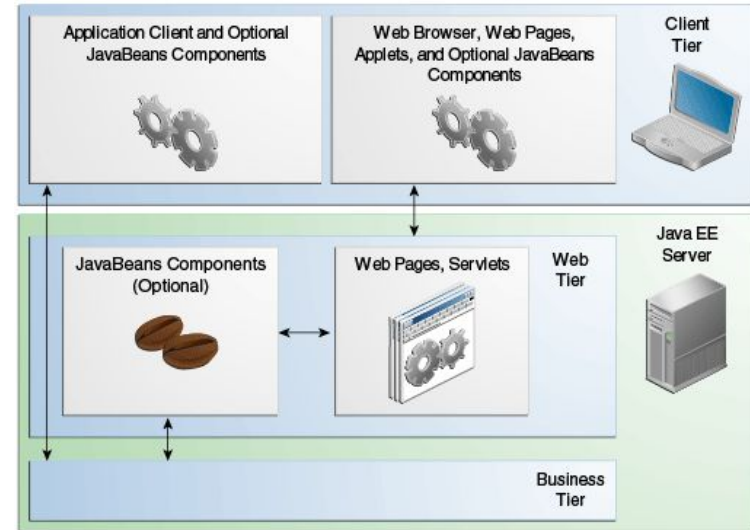 Application Client and Optional
JavaBeans Components
Web Browser, Web Pages,
Applets, and Optional JavaBeans
Components
Client
Tier
JavaBeans Components
(Optional)
Web Pages, Servlets
Web
Tier
Java EE
Server
Business
Tier